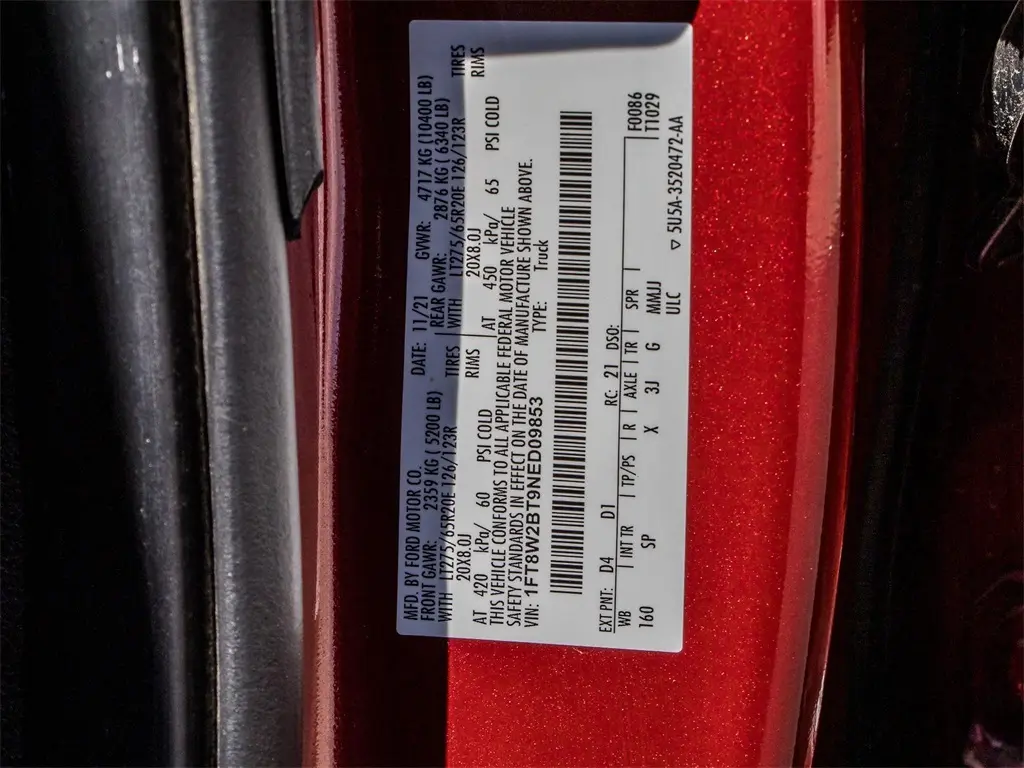 MFD. BY FORD MOTOR CO. DATE: 11/21 GVWR: 4717 KG (10400 LB)
FRONT GAWR: 2359 KG ( 5200 LB) REAR GAWR: 2876 KG ( 6340 LB)
WITH LT275/65R20E 126/123R TIRES WITH LT275/65R20E 126/123R TIRES
20X8.0J RIMS 20X8.0J RIMS
AT 420 kPa/ 60 PSI COLD AT 450 kPa/ 65 PSI COLD
THIS VEHICLE CONFORMS TO ALL APPLICABLE FEDERAL MOTOR VEHICLE
SAFETY STANDARDS IN EFFECT ON THE DATE OF MANUFACTURE SHOWN ABOVE.
VIN: 1FT8W2BT9NED09853 TYPE: Truck
EXT PNT: D4 D1 RC: 21 DSO: F0086
WB INT TR TP/PS R AXLE TR SPR T1029
160 SP X 3J G MMJJ
ULC ▽ 5U5A-3520472-AA